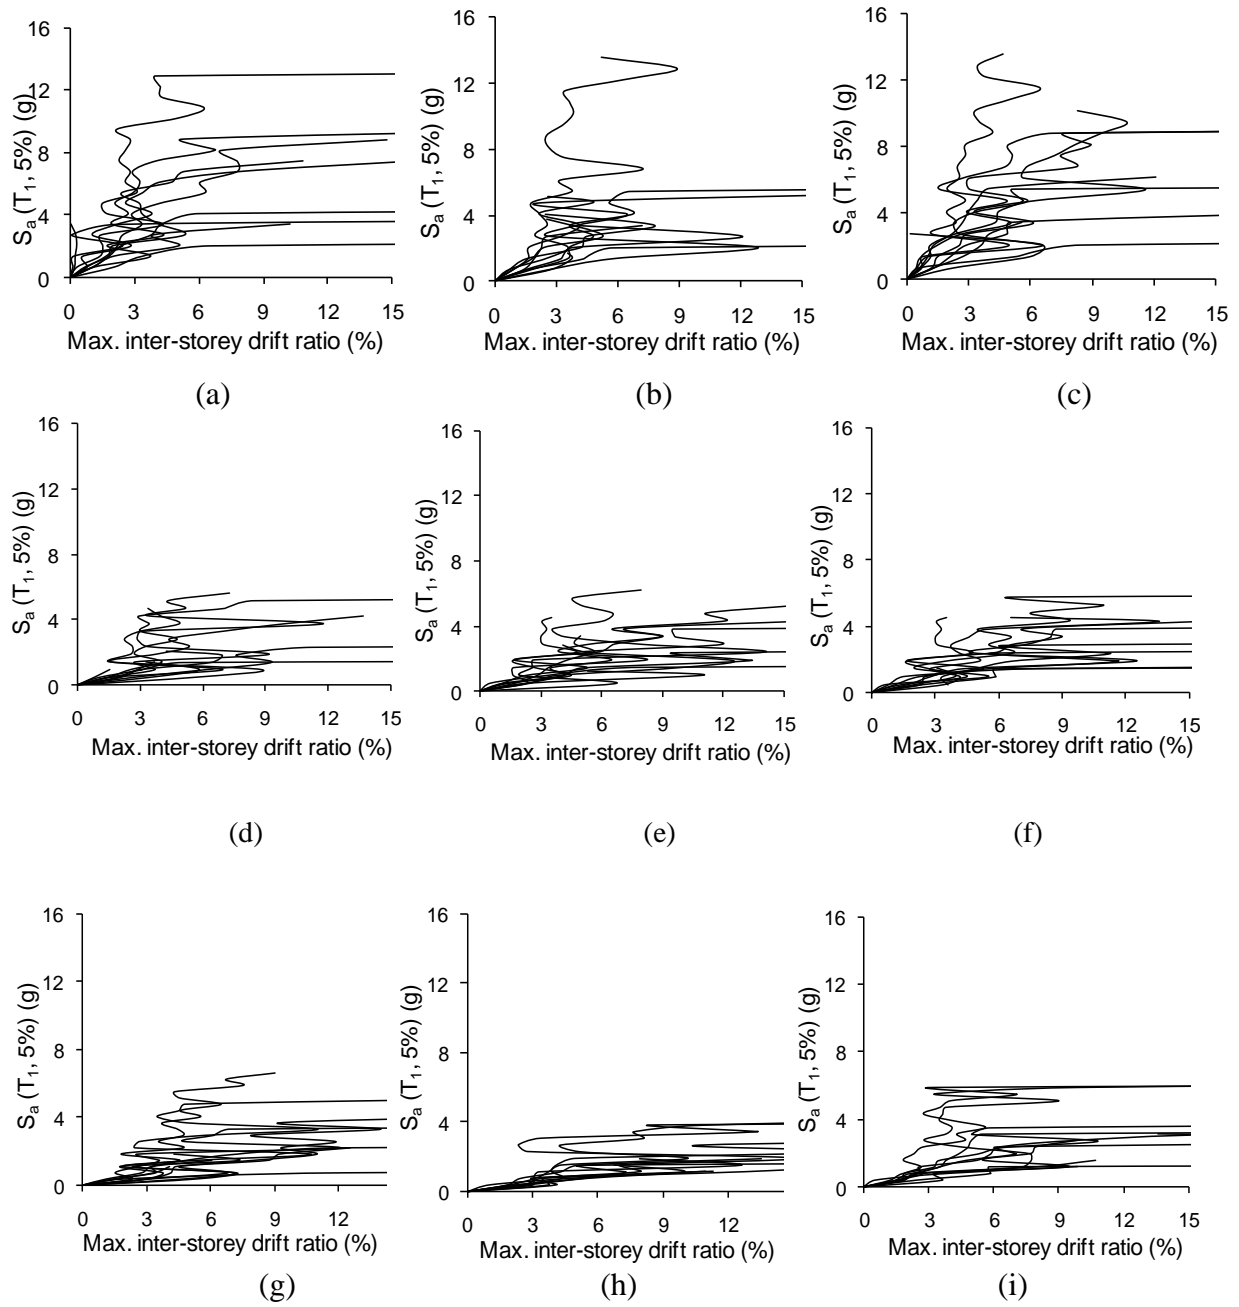 16
12
8
4
0
Sa (T1, 5%) (g)
0 3 6 9 12 15
Max. inter-storey drift ratio (%)
(a)
16
12
8
4
0
Sa (T1, 5%) (g)
0 3 6 9 12 15
Max. inter-storey drift ratio (%)
(b)
16
12
8
4
0
Sa (T1, 5%) (g)
0 3 6 9 12 15
Max. inter-storey drift ratio (%)
(c)
16
12
8
4
0
Sa (T1, 5%) (g)
0 3 6 9 12 15
Max. inter-storey drift ratio (%)
(d)
16
12
8
4
0
Sa (T1, 5%) (g)
0 3 6 9 12 15
Max. inter-storey drift ratio (%)
(e)
16
12
8
4
0
Sa (T1, 5%) (g)
0 3 6 9 12 15
Max. inter-storey drift ratio (%)
(f)
16
12
8
4
0
Sa (T1, 5%) (g)
0 3 6 9 12
Max. inter-storey drift ratio (%)
(g)
16
12
8
4
0
Sa (T1, 5%) (g)
0 3 6 9 12
Max. inter-storey drift ratio (%)
(h)
16
12
8
4
0
Sa (T1, 5%) (g)
0 3 6 9 12 15
Max. inter-storey drift ratio (%)
(i)